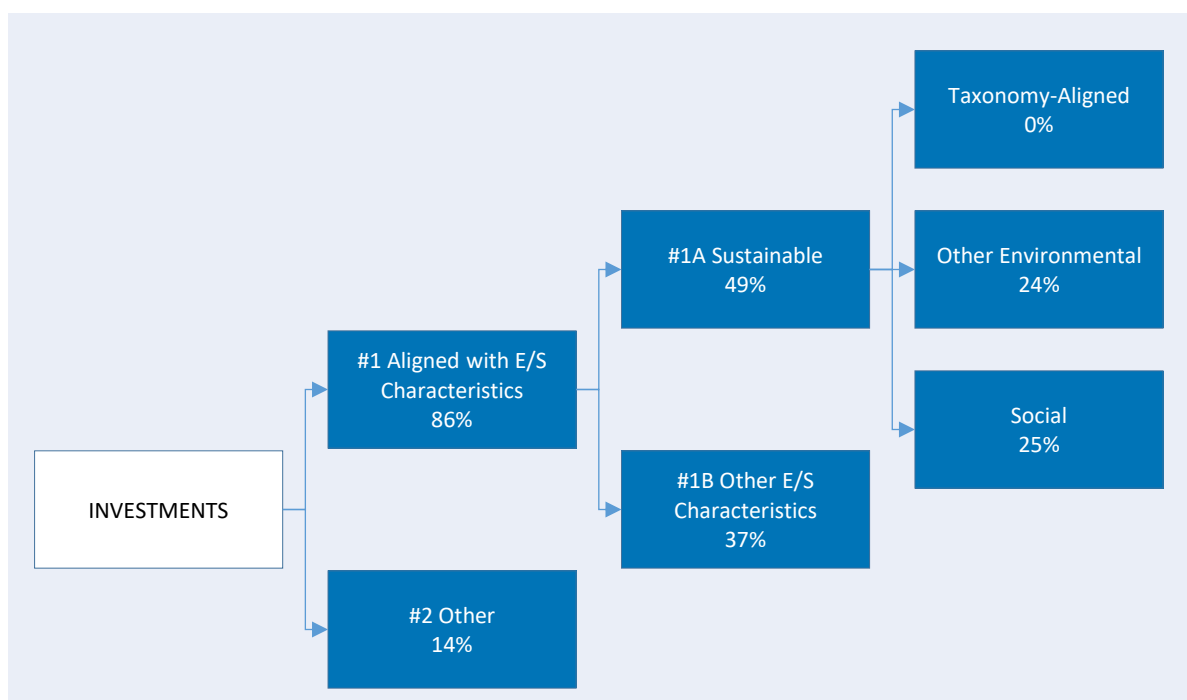 INVESTMENTS
#1 Aligned with E/S
Characteristics
86%
#2 Other
14%
#1A Sustainable
49%
#1B Other E/S
Characteristics
37%
Taxonomy-Aligned
0%
Other Environmental
24%
Social
25%